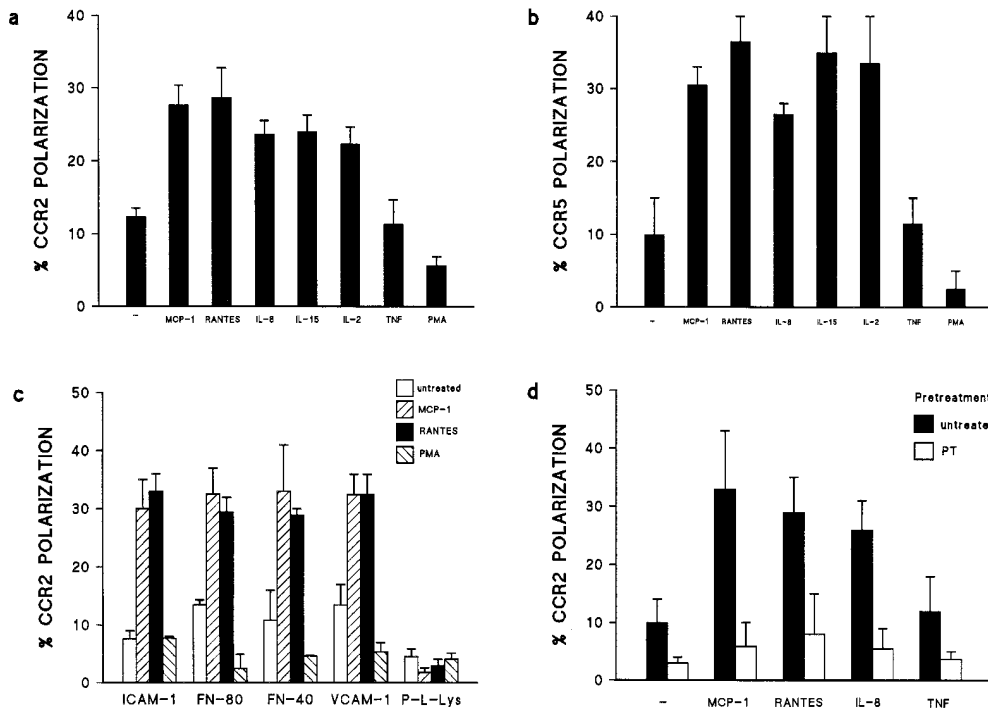 a
% CCR2 POLARIZATION
40
30
20
10
0
– MCP-1 RANTES IL-8 IL-15 IL-2 TNF PMA
b
% CCR5 POLARIZATION
40
30
20
10
0
– MCP-1 RANTES IL-8 IL-15 IL-2 TNF PMA
c
% CCR2 POLARIZATION
50
40
30
20
10
0
untreated
MCP-1
RANTES
PMA
ICAM-1 FN-80 FN-40 VCAM-1 P-L-Lys
d
% CCR2 POLARIZATION
50
40
30
20
10
0
Pretreatment
untreate
PT
– MCP-1 RANTES IL-8 TNF